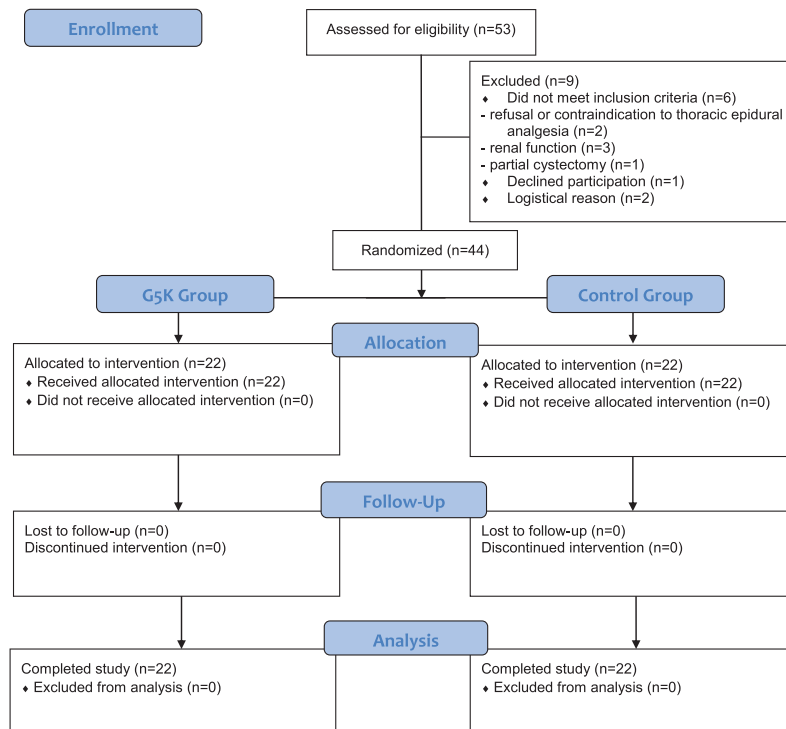 Enrollment
Assessed for eligibility (n=53)
Excluded (n=9)
♦ Did not meet inclusion criteria (n=6)
- refusal or contraindication to thoracic epidural
analgesia (n=2)
- renal function (n=3)
- partial cystectomy (n=1)
♦ Declined participation (n=1)
♦ Logistical reason (n=2)
Randomized (n=44)
G5K Group
Control Group
Allocation
Allocated to intervention (n=22)
♦ Received allocated intervention (n=22)
♦ Did not receive allocated intervention (n=0)
Allocated to intervention (n=22)
♦ Received allocated intervention (n=22)
♦ Did not receive allocated intervention (n=0)
Follow-Up
Lost to follow-up (n=0)
Discontinued intervention (n=0)
Lost to follow-up (n=0)
Discontinued intervention (n=0)
Analysis
Completed study (n=22)
♦ Excluded from analysis (n=0)
Completed study (n=22)
♦ Excluded from analysis (n=0)